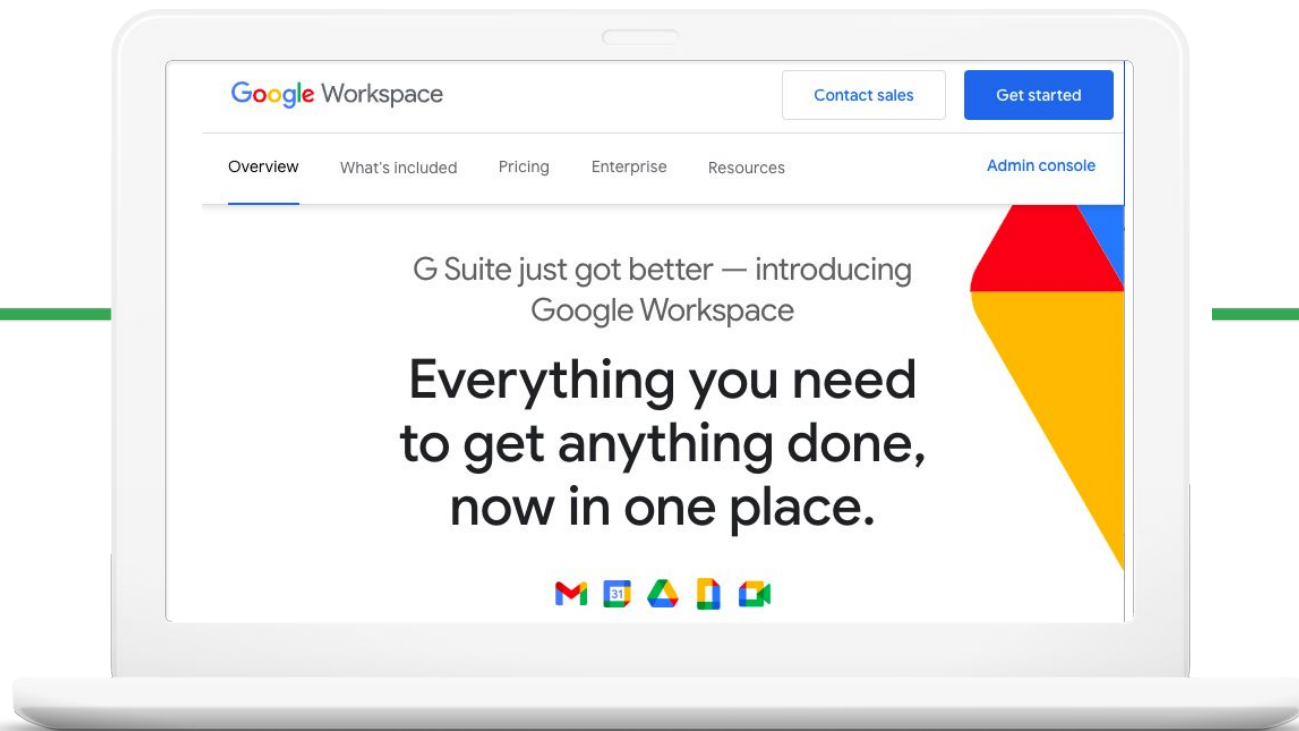 Google Workspace
Contact sales
Get started
Overview
What's included
Pricing
Enterprise
Resources
Admin console
G Suite just got better — introducing
Google Workspace
Everything you need
to get anything done,
now in one place.
31